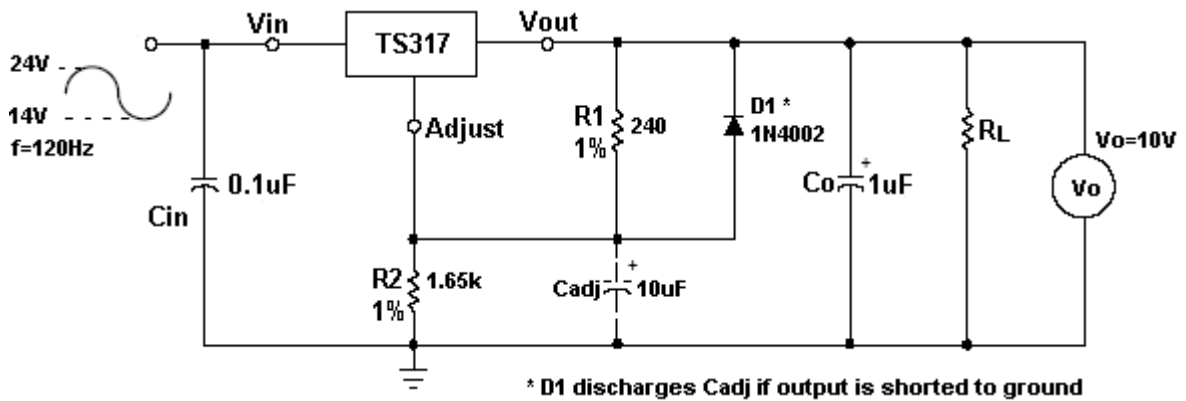 Vin
TS317
Vout
24V
14V
f=120Hz
Adjust
R1
1%
240
D1 *
1N4002
RL
Vo=10V
0.1uF
Cin
Co
+
1uF
Vo
R2
1%
1.65k
Cadj
+
10uF
* D1 discharges Cadj if output is shorted to ground